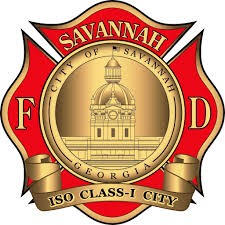 SAVANNAH
CITY OF SAVANNAH
F D
GEORGIA
ISO CLASS-I CITY